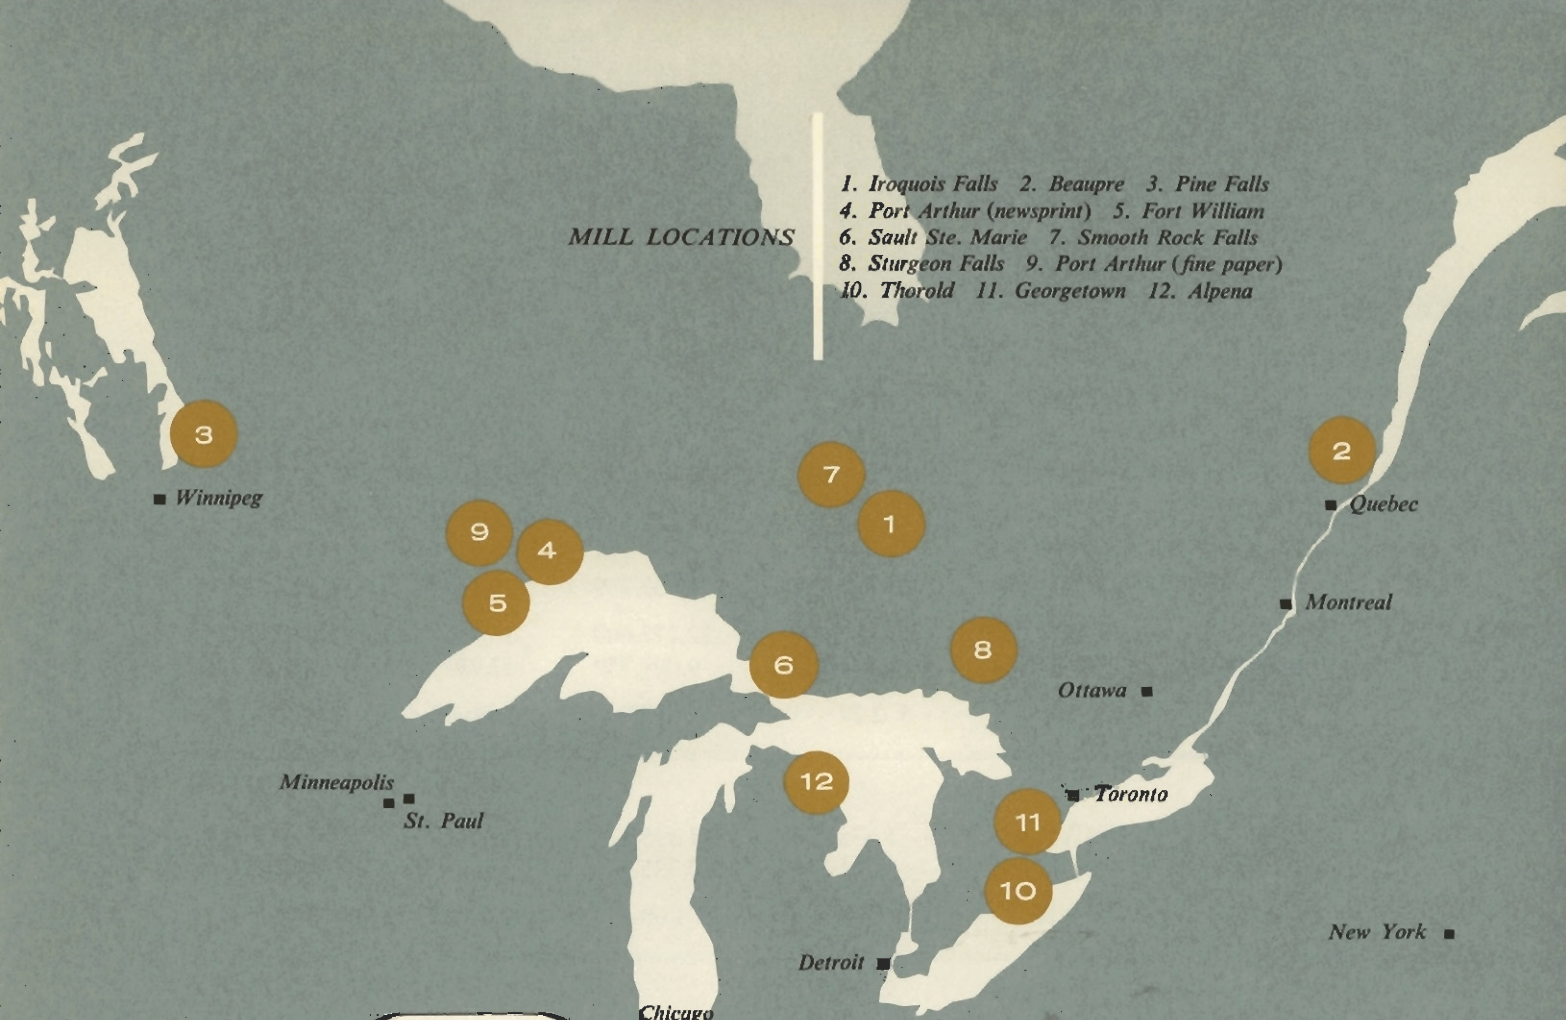 MILL LOCATIONS
1. Iroquois Falls 2. Beaupre 3. Pine Falls
4. Port Arthur (newsprint) 5. Fort William
6. Sault Ste. Marie 7. Smooth Rock Falls
8. Sturgeon Falls 9. Port Arthur (fine paper)
10. Thorold 11. Georgetown 12. Alpena
3
7
2
Winnipeg
Quebec
9
4
1
5
Montreal
6
8
Ottawa
Minneapolis
12
Toronto
St. Paul
11
10
New York
Detroit
Chicago